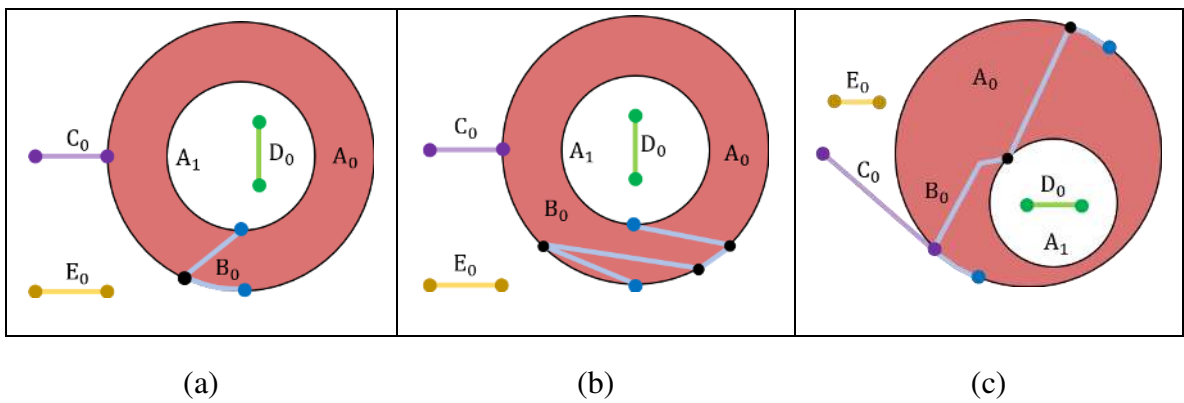 C₀ A₁ D₀ A₀ B₀ E₀
C₀ A₁ D₀ A₀ B₀ E₀
A₀ E₀ C₀ B₀ D₀ A₁
(a) (b) (c)